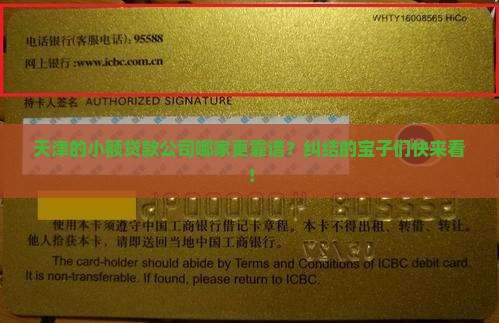 WHTY16008565 HiCo
电话银行(客服电话): 95588
网上银行:www.icbc.com.cn
持卡人签名 AUTHORIZED SIGNATURE
天津的小额贷款公司哪家更靠谱？纠结的宝子们快来看
！
使用本卡须遵守中国工商银行借记卡章程。本卡不得出租、转借、转让。
他人拾获本卡，请即送回当地中国工商银行。
The card-holder should abide by Terms and Conditions of ICBC debit card.
It is non-transferable. If found, please return to ICBC.